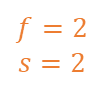 f = 2
s = 2